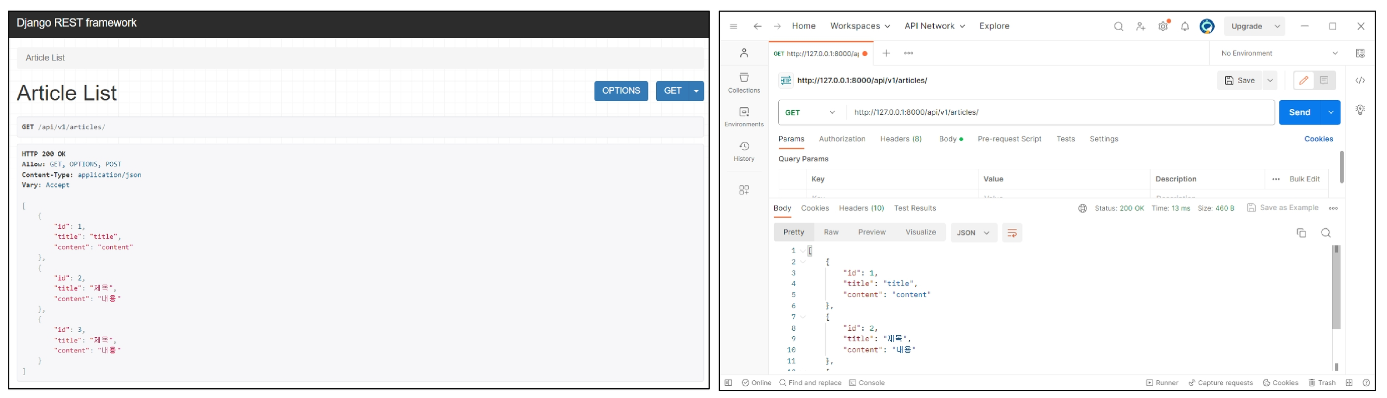 Django REST framework
Article List
Article List
OPTIONS
GET
GET /api/v1/articles/
HTTP 200 OK
Allow: GET, OPTIONS, POST
Content-Type: application/json
Vary: Accept
[
{
"id": 1,
"title": "title",
"content": "content"
},
{
"id": 2,
"title": "제목",
"content": "내용"
},
{
"id": 3,
"title": "제목",
"content": "내용"
}
]
Home Workspaces API Network Explore Upgrade
GET http://127.0.0.1:8000/a No Environment
http://127.0.0.1:8000/api/v1/articles/ Save
Collections
Environments
History
GET http://127.0.0.1:8000/api/v1/articles/ Send
Params Authorization Headers (8) Body Pre-request Script Tests Settings Cookies
Query Params
Key Value Description Bulk Edit
Body Cookies Headers (10) Test Results Status: 200 OK Time: 13 ms Size: 460 B Save as Example
Pretty Raw Preview Visualize JSON
1 [
2 {
3 "id": 1,
4 "title": "title",
5 "content": "content"
6 },
7 {
8 "id": 2,
9 "title": "제목",
10 "content": "내용"
11 },
Online Find and replace Console Runner Capture requests Cookies Trash